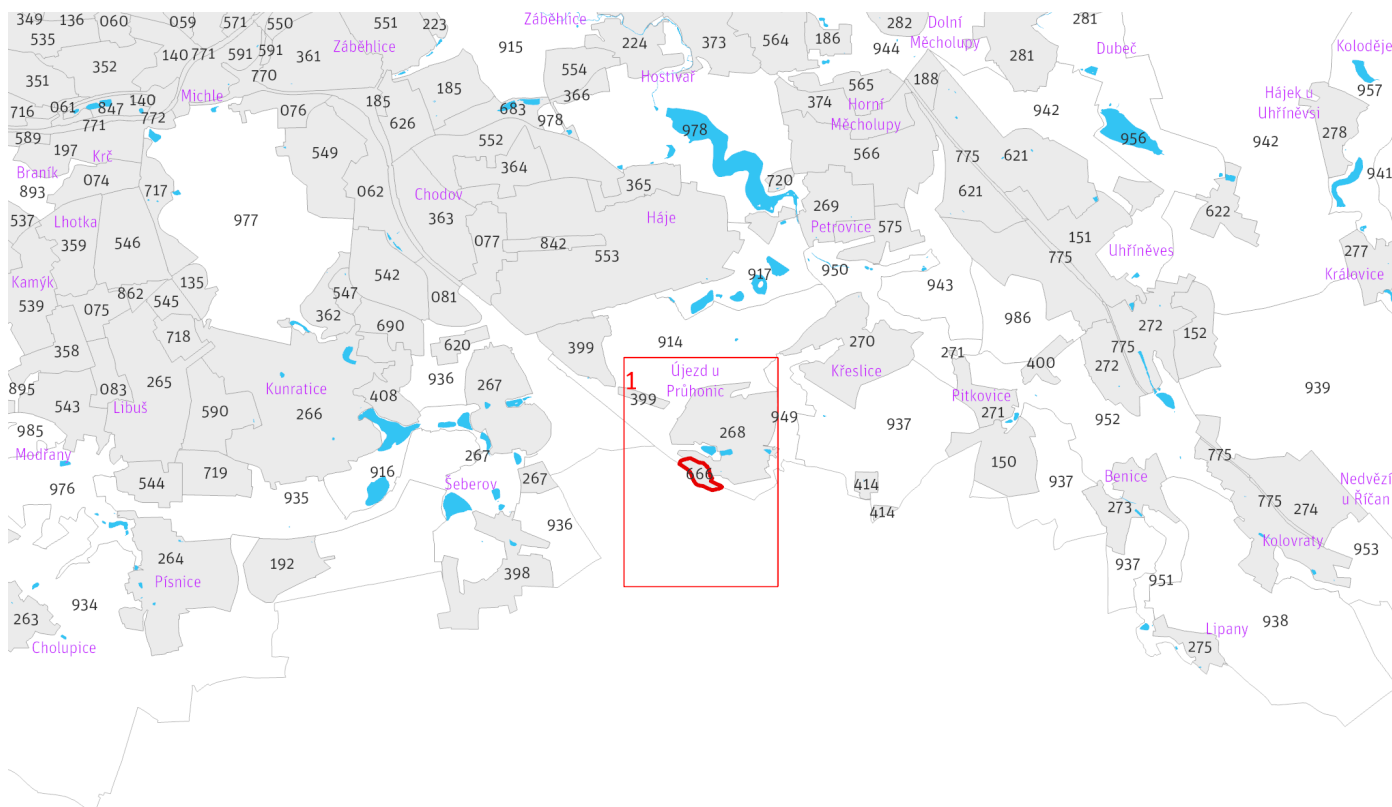 349 136 060 059 571 550 551 223 Záběhlice 282 Dolní Měcholupy 281
535 140 771 591 591 361 Záběhlice 915 224 373 564 186 944 281 Dubeč Koloděje
351 352 770 554 Hostivař 565 188 957
716 061 847 140 Michle 076 185 185 366 374 Horní Měcholupy 942 Hájek u Uhříněvsi
589 771 772 626 683 978 978 956 278
197 Krč 549 552 566 775 621 942
Braník 074 364 720 941
893 717 062 Chodov 365 621
537 Lhotka 977 363 Háje 269 622
359 546 077 842 Petrovice 575 151
553 775 Uhříněves 277
Kamýk 135 542 917 950 Královice
539 862 545 547 081 943
075 362 986
718 690 272 152
358 620 399 914 270 271 775
895 083 265 Kunratice 936 267 1 Újezd u Průhonic Křeslice 400 272 939
543 Libuš 590 266 408 399 949 Pitkovice
985 268 937 271 952
Modřany 267 775
976 544 719 916 Šeberov 267 666 414 150 937 Benice Nedvězí u Říčan
935 414 273 775 274
936 Kolovraty 953
264 192 937
Písnice 398 951
934
263 938
Cholupice Lipany
275